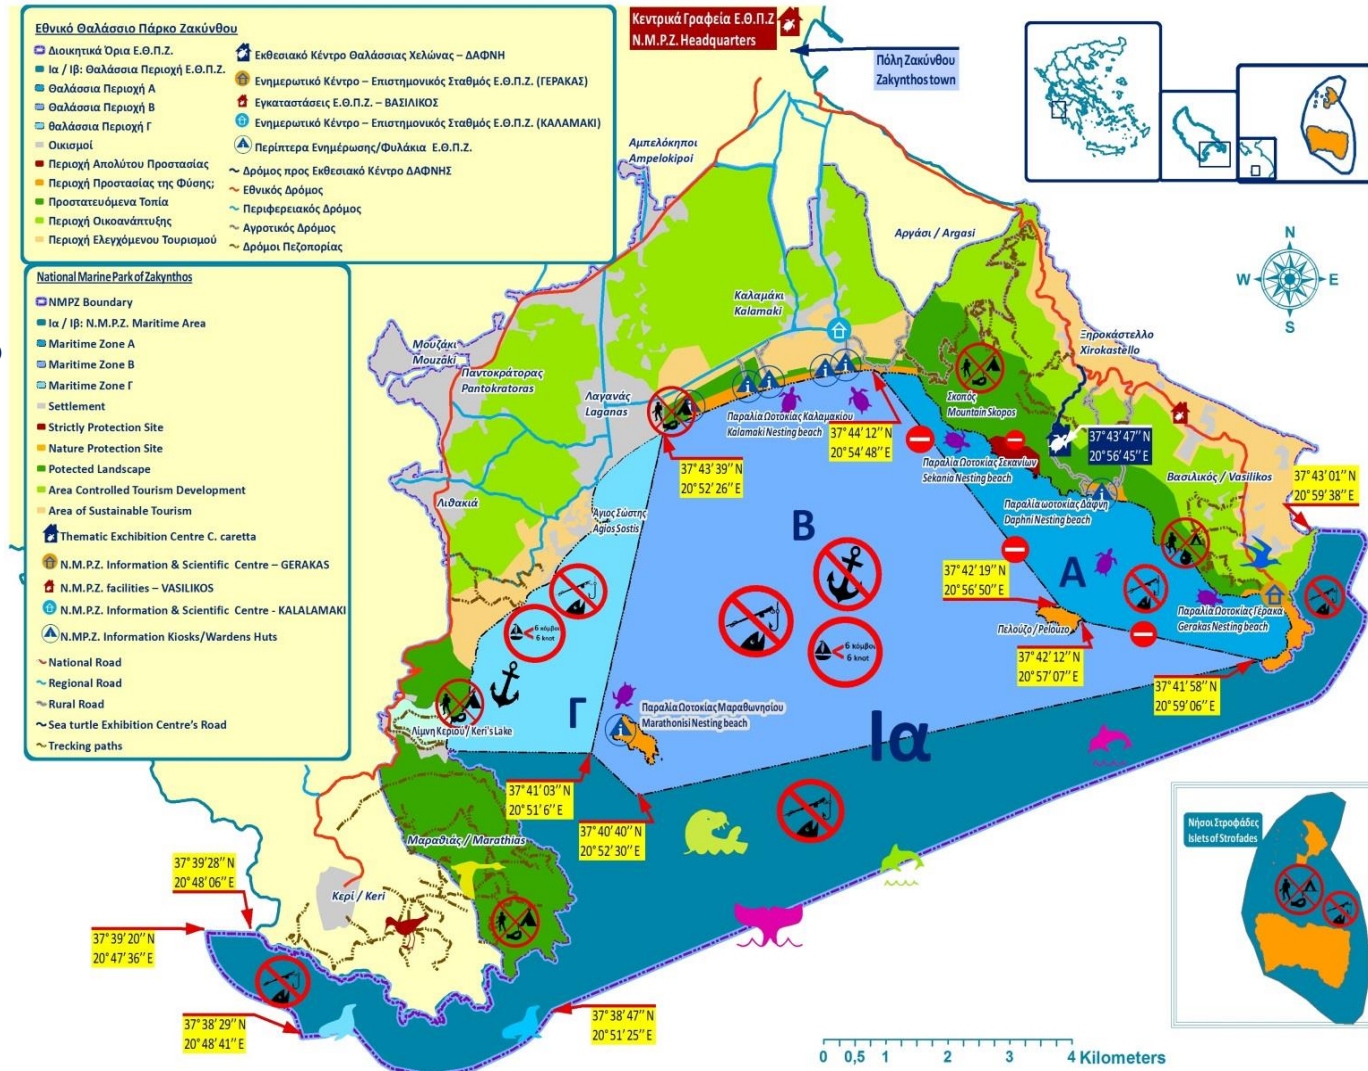 Εθνικό Θαλάσσιο Πάρκο Ζακύνθου
Διοικητικά Όρια Ε.Θ.Π.Ζ.
Ια / Ιβ: Θαλάσσια Περιοχή Ε.Θ.Π.Ζ.
Θαλάσσια Περιοχή Α
Θαλάσσια Περιοχή Β
θαλάσσια Περιοχή Γ
Οικισμοί
Περιοχή Απολύτου Προστασίας
Περιοχή Προστασίας της Φύσης;
Προστατευόμενα Τοπία
Περιοχή Οικοανάπτυξης
Περιοχή Ελεγχόμενου Τουρισμού
Εκθεσιακό Κέντρο Θαλάσσιας Χελώνας – ΔΑΦΝΗ
Ενημερωτικό Κέντρο – Επιστημονικός Σταθμός Ε.Θ.Π.Ζ. (ΓΕΡΑΚΑΣ)
Εγκαταστάσεις Ε.Θ.Π.Ζ. – ΒΑΣΙΛΙΚΟΣ
Ενημερωτικό Κέντρο – Επιστημονικός Σταθμός Ε.Θ.Π.Ζ. (ΚΑΛΑΜΑΚΙ)
Περίπτερα Ενημέρωσης/Φυλάκια Ε.Θ.Π.Ζ.
Δρόμος προς Εκθεσιακό Κέντρο ΔΑΦΝΗΣ
Εθνικός Δρόμος
Περιφερειακός Δρόμος
Αγροτικός Δρόμος
Δρόμοι Πεζοπορίας
National Marine Park of Zakynthos
NMPZ Boundary
Ια / Ιβ: N.M.P.Z. Maritime Area
Maritime Zone A
Maritime Zone B
Maritime Zone Γ
Settlement
Strictly Protection Site
Nature Protection Site
Potected Landscape
Area Controlled Tourism Development
Area of Sustainable Tourism
Thematic Exchibition Centre C. caretta
N.M.P.Z. Information & Scientific Centre – GERAKAS
N.M.P.Z. facilities – VASILIKOS
N.M.P.Z. Information & Scientific Centre - KALALAMAKI
N.MP.Z. Information Kiosks/Wardens Huts
National Road
Regional Road
Rural Road
Sea turtle Exhibition Centre's Road
Trecking paths
Κεντρικά Γραφεία Ε.Θ.Π.Ζ
N.M.P.Z. Headquarters
Πόλη Ζακύνθου
Zakynthos town
N
W E
S
Αμπελόκηποι
Ampelokipoi
Αργάσι / Argasi
Καλαμάκι
Kalamaki
Ξηροκάστελλο
Xirokastello
Μουζάκι
Mouzaki
Παντοκράτορας
Pantokratoras
Λαγανάς
Laganas
Σκοπός
Mountain Skopos
Παραλία Ωοτοκίας Καλαμακίου
Kalamaki Nesting beach
37°44'12''N
20°54'48''E
37°43'47''N
20°56'45''E
37°43'39''N
20°52'26''E
Παραλία Ωοτοκίας Σεκανίων
Sekania Nesting beach
Βασιλικός / Vasilikos
37°43'01''N
20°59'38''E
Λιθακιά
Άγιος Σώστης
Agios Sostis
Παραλία ωοτοκίας Δάφνη
Daphni Nesting beach
B
A
37°42'19''N
20°56'50''E
Παραλία Ωοτοκίας Γέρακα
Gerakas Nesting beach
Πελούζο / Pelouzo
< 6 κόμβοι
6 knot
< 6 κόμβοι
6 knot
37°42'12''N
20°57'07''E
37°41'58''N
20°59'06''E
Γ
Παραλία Ωοτοκίας Μαραθωνησίου
Marathonisi Nesting beach
Λίμνη Κεριού / Keri's Lake
Ια
37°41'03''N
20°51'6''E
37°40'40''N
20°52'30''E
Μαραθιάς / Marathias
Κερί / Keri
37°39'28''N
20°48'06''E
37°39'20''N
20°47'36''E
37°38'29''N
20°48'41''E
37°38'47''N
20°51'25''E
Νήσοι Στροφάδες
Islets of Strofades
0 0,5 1 2 3 4 Kilometers